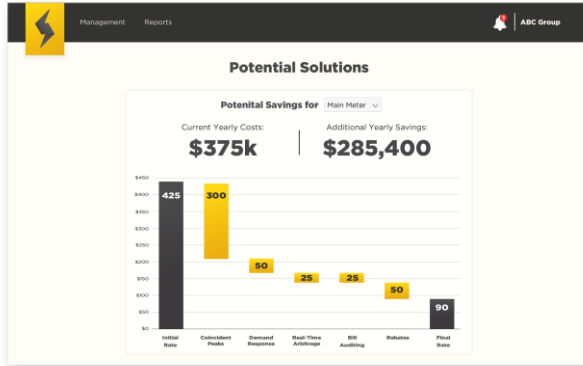 Management Reports ABC Group
Potential Solutions
Potenital Savings for Main Meter
Current Yearly Costs: Additional Yearly Savings:
$375k $285,400
$450
$400
$350
$300
$250
$200
$150
$100
$50
$0
425 300 50 25 25 50 90
Initial Rate
Coincident Peaks
Demand Response
Real-Time Arbitrage
Bill Auditing
Rebates
Final Rate